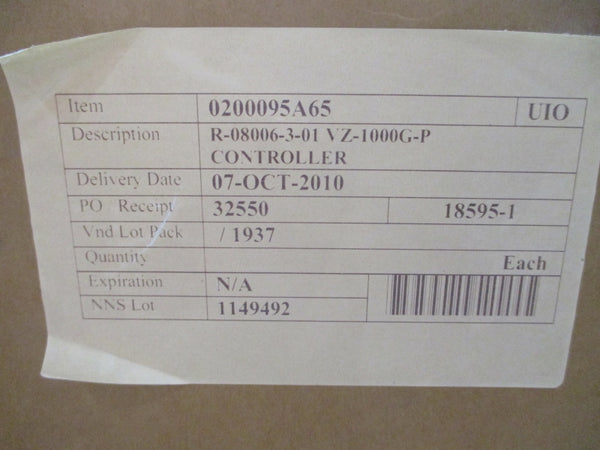 Item 0200095A65 UIO
Description R-08006-3-01 VZ-1000G-P
CONTROLLER
Delivery Date 07-OCT-2010
PO / Receipt 32550 18595-1
Vnd Lot Pack / 1937
Quantity Each
Expiration N/A
NNS Lot 1149492